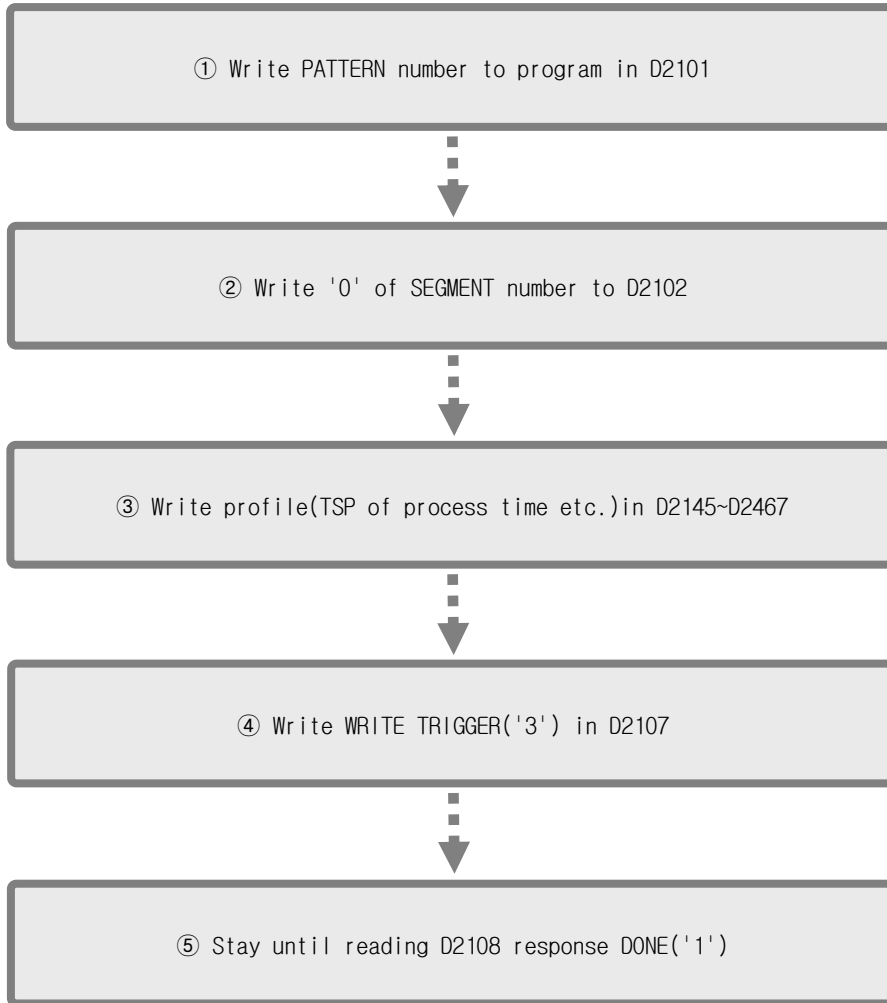 ① Write PATTERN number to program in D2101
② Write '0' of SEGMENT number to D2102
③ Write profile(TSP of process time etc.)in D2145~D2467
④ Write WRITE TRIGGER('3') in D2107
⑤ Stay until reading D2108 response DONE('1')